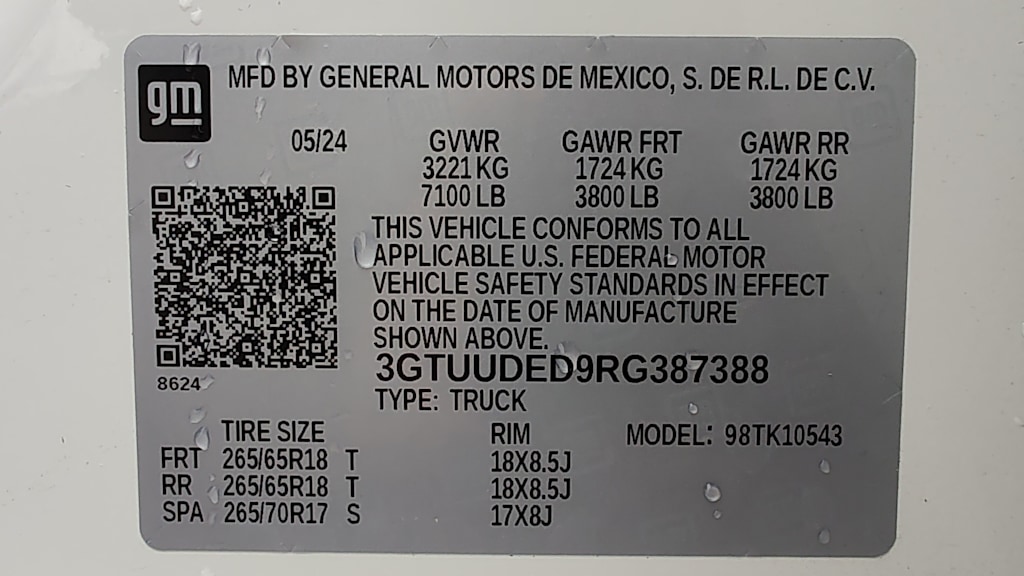 gm
MFD BY GENERAL MOTORS DE MEXICO, S. DE R.L. DE C.V.
05/24 GVWR GAWR FRT GAWR RR
3221 KG 1724 KG 1724 KG
7100 LB 3800 LB 3800 LB
THIS VEHICLE CONFORMS TO ALL
APPLICABLE U.S. FEDERAL MOTOR
VEHICLE SAFETY STANDARDS IN EFFECT
ON THE DATE OF MANUFACTURE
SHOWN ABOVE.
3GTUUDED9RG387388
8624
TYPE: TRUCK
TIRE SIZE RIM MODEL: 98TK10543
FRT 265/65R18 T 18X8.5J
RR 265/65R18 T 18X8.5J
SPA 265/70R17 S 17X8J